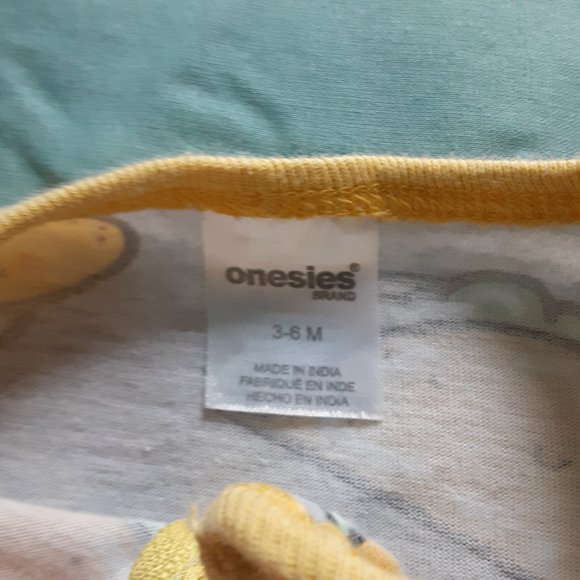 onesies®
BRAND
3-6 M
MADE IN INDIA
FABRIQUÉ EN INDE
HECHO EN INDIA